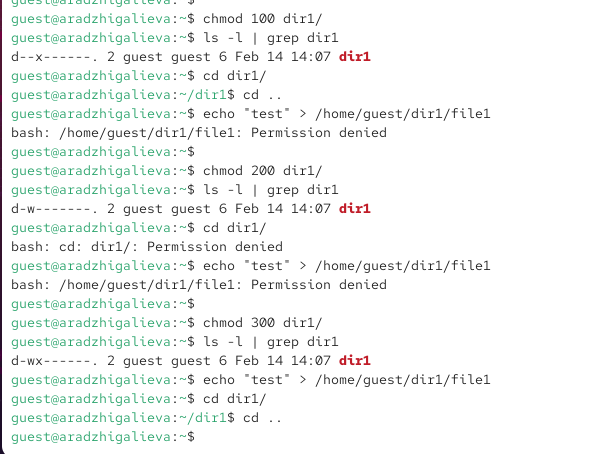 guest@aradzhigalieva:~$ chmod 100 dir1/
guest@aradzhigalieva:~$ ls -l | grep dir1
d--x------. 2 guest guest 6 Feb 14 14:07 dir1
guest@aradzhigalieva:~$ cd dir1/
guest@aradzhigalieva:~/dir1$ cd ..
guest@aradzhigalieva:~$ echo "test" > /home/guest/dir1/file1
bash: /home/guest/dir1/file1: Permission denied
guest@aradzhigalieva:~$
guest@aradzhigalieva:~$ chmod 200 dir1/
guest@aradzhigalieva:~$ ls -l | grep dir1
d-w-------. 2 guest guest 6 Feb 14 14:07 dir1
guest@aradzhigalieva:~$ cd dir1/
bash: cd: dir1/: Permission denied
guest@aradzhigalieva:~$ echo "test" > /home/guest/dir1/file1
bash: /home/guest/dir1/file1: Permission denied
guest@aradzhigalieva:~$
guest@aradzhigalieva:~$ chmod 300 dir1/
guest@aradzhigalieva:~$ ls -l | grep dir1
d-wx------. 2 guest guest 6 Feb 14 14:07 dir1
guest@aradzhigalieva:~$ echo "test" > /home/guest/dir1/file1
guest@aradzhigalieva:~$ cd dir1/
guest@aradzhigalieva:~/dir1$ cd ..
guest@aradzhigalieva:~$